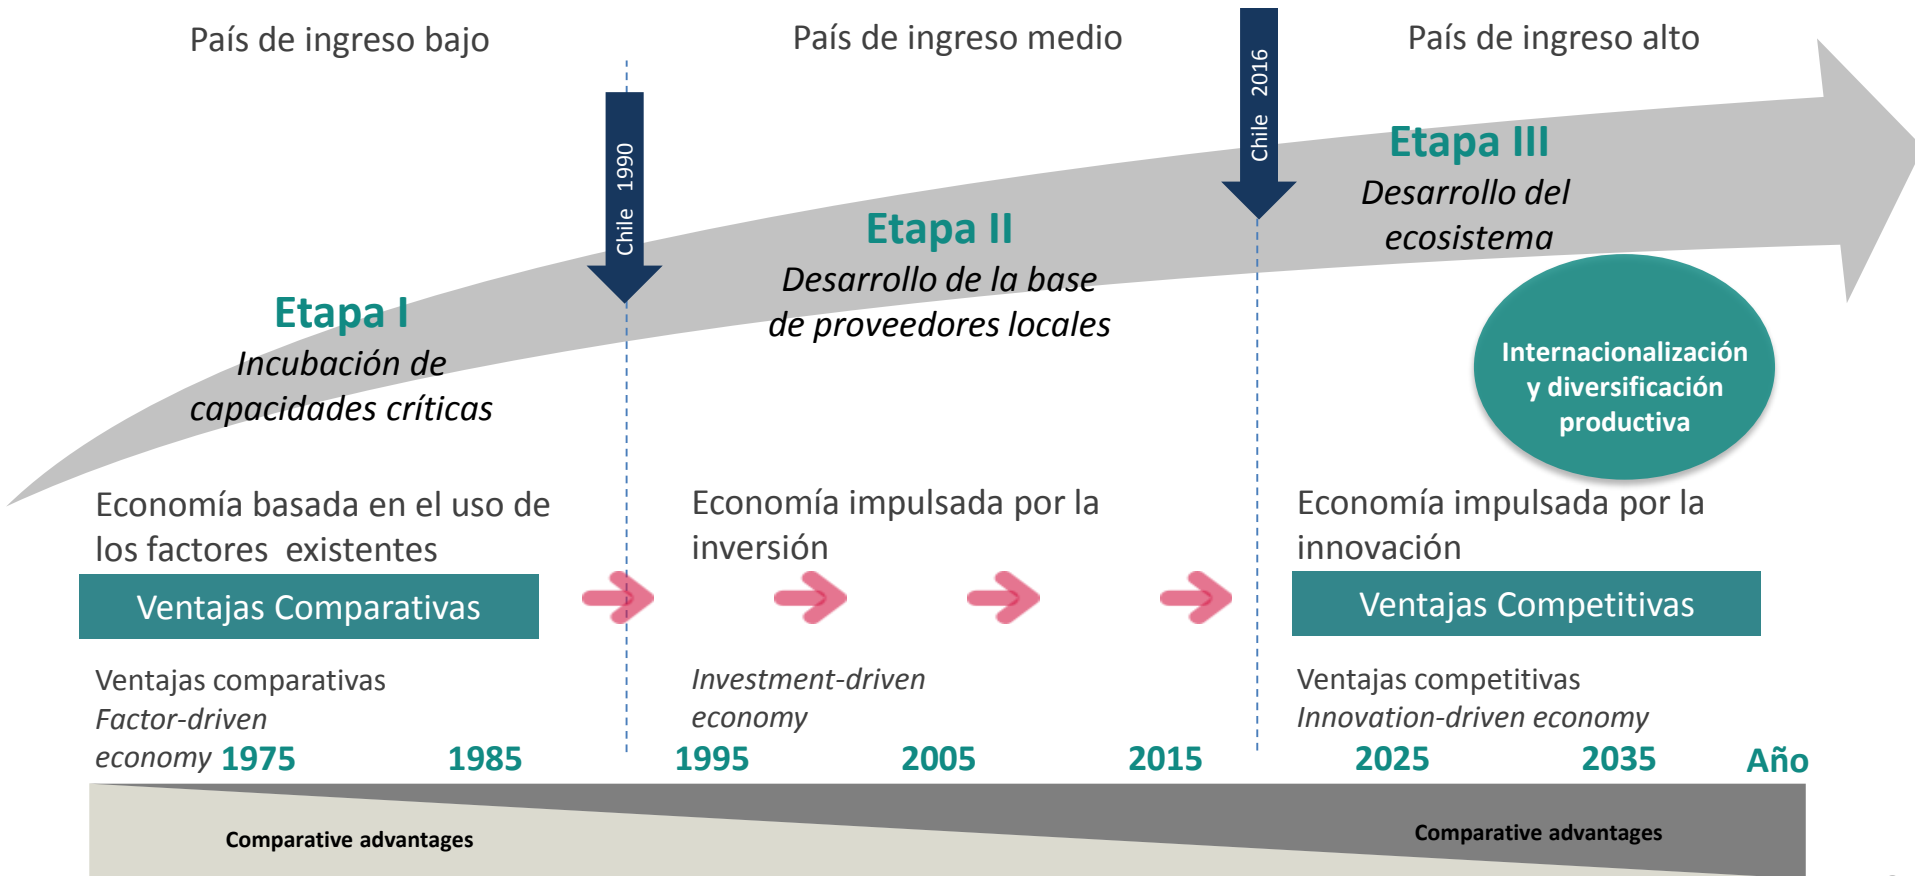 País de ingreso bajo
País de ingreso medio
País de ingreso alto
Chile 1990
Chile 2016
Etapa I
Incubación de
capacidades críticas
Etapa II
Desarrollo de la base
de proveedores locales
Etapa III
Desarrollo del
ecosistema
Internacionalización
y diversificación
productiva
Economía basada en el uso de
los factores existentes
Economía impulsada por la
inversión
Economía impulsada por la
innovación
Ventajas Comparativas
Ventajas Competitivas
Ventajas comparativas
Factor-driven
economy
Investment-driven
economy
Ventajas competitivas
Innovation-driven economy
1975 1985 1995 2005 2015 2025 2035 Año
Comparative advantages
Comparative advantages